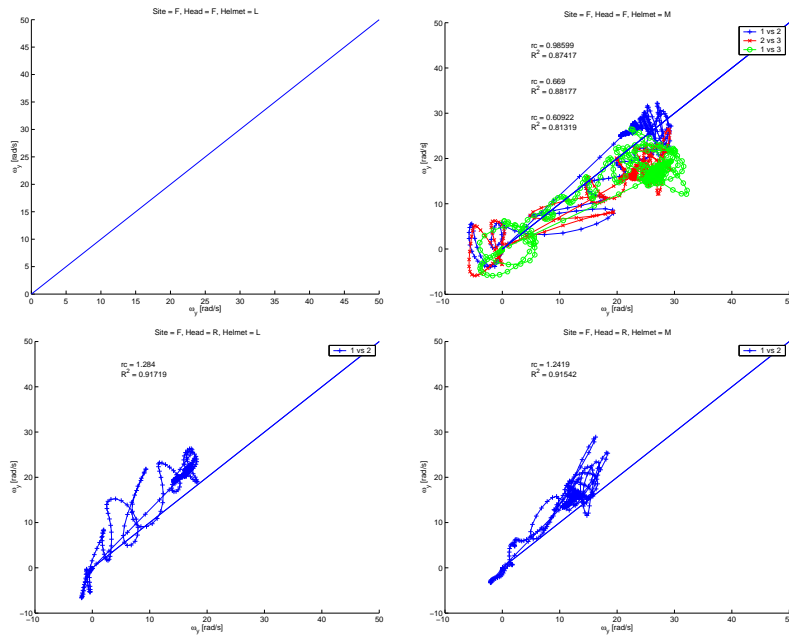 Site = F, Head = F, Helmet = L
50
45
40
35
30
25
20
15
10
5
0
ω_y [rad/s]
0 5 10 15 20 25 30 35 40 45 50
ω_y [rad/s]
Site = F, Head = F, Helmet = M
1 vs 2
2 vs 3
1 vs 3
rc = 0.98599
R² = 0.87417
rc = 0.669
R² = 0.88177
rc = 0.60922
R² = 0.81319
50
40
30
20
10
0
−10
ω_y [rad/s]
−10 0 10 20 30 40 50
ω_y [rad/s]
Site = F, Head = R, Helmet = L
1 vs 2
rc = 1.284
R² = 0.91719
50
40
30
20
10
0
−10
ω_y [rad/s]
−10 0 10 20 30 40 50
ω_y [rad/s]
Site = F, Head = R, Helmet = M
1 vs 2
rc = 1.2419
R² = 0.91542
50
40
30
20
10
0
−10
ω_y [rad/s]
−10 0 10 20 30 40 50
ω_y [rad/s]